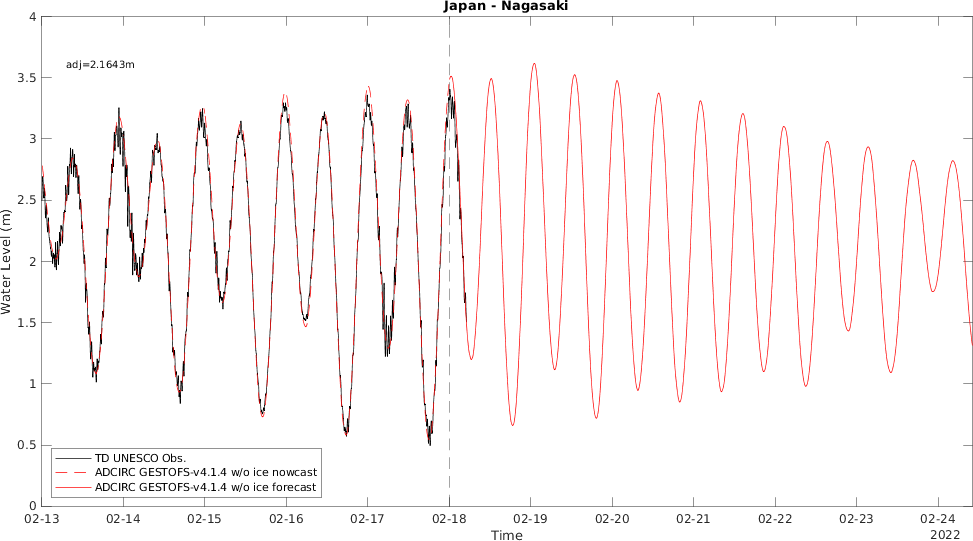 Japan - Nagasaki
adj=2.1643m
Water Level (m)
4
3.5
3
2.5
2
1.5
1
0.5
0
TD UNESCO Obs.
ADCIRC GESTOFS-v4.1.4 w/o ice nowcast
ADCIRC GESTOFS-v4.1.4 w/o ice forecast
02-13 02-14 02-15 02-16 02-17 02-18 02-19 02-20 02-21 02-22 02-23 02-24
2022
Time